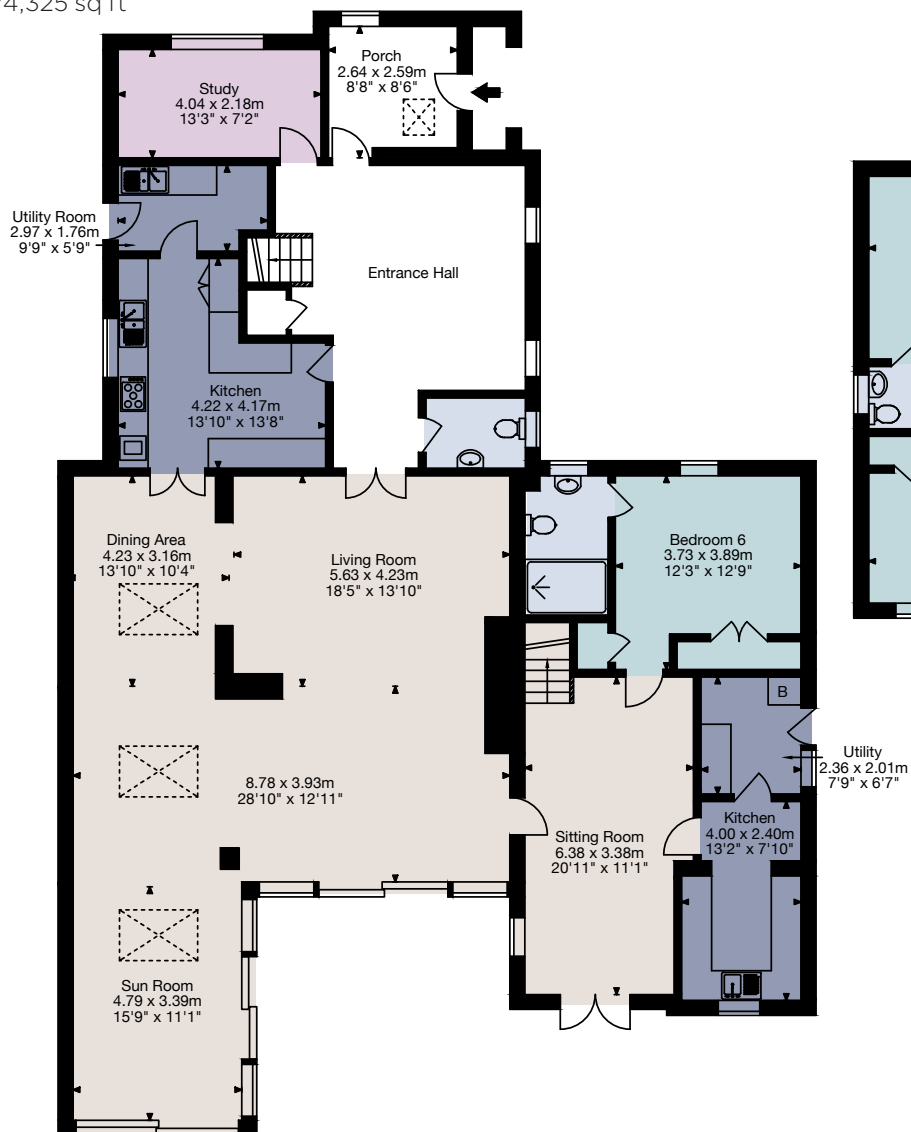 4,325 sq ft
Porch
2.64 x 2.59m
8'8" x 8'6"
Study
4.04 x 2.18m
13'3" x 7'2"
Utility Room
2.97 x 1.76m
9'9" x 5'9"
Entrance Hall
Kitchen
4.22 x 4.17m
13'10" x 13'8"
Dining Area
4.23 x 3.16m
13'10" x 10'4"
Living Room
5.63 x 4.23m
18'5" x 13'10"
Bedroom 6
3.73 x 3.89m
12'3" x 12'9"
B
Utility
2.36 x 2.01m
7'9" x 6'7"
8.78 x 3.93m
28'10" x 12'11"
Kitchen
4.00 x 2.40m
13'2" x 7'10"
Sitting Room
6.38 x 3.38m
20'11" x 11'1"
Sun Room
4.79 x 3.39m
15'9" x 11'1"